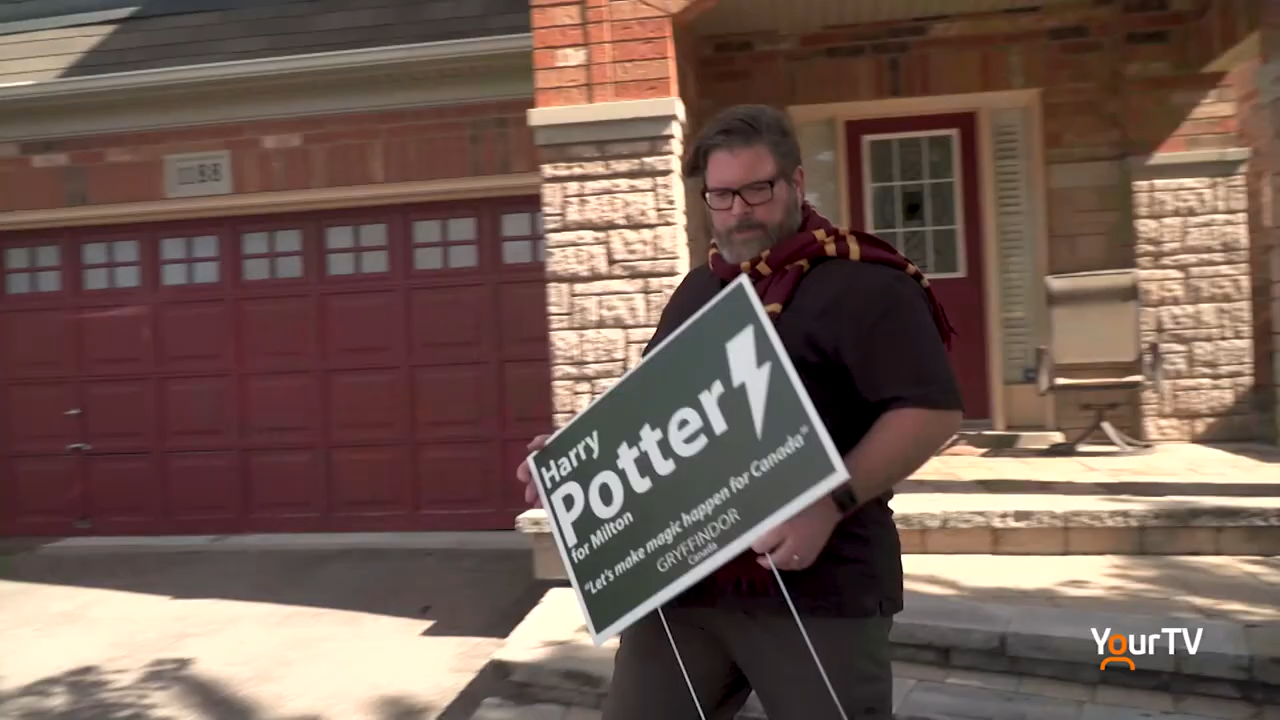 Harry
Potter
for Milton
"Let's make magic happen for Canada"
GRYFFINDOR
Canada
YourTV